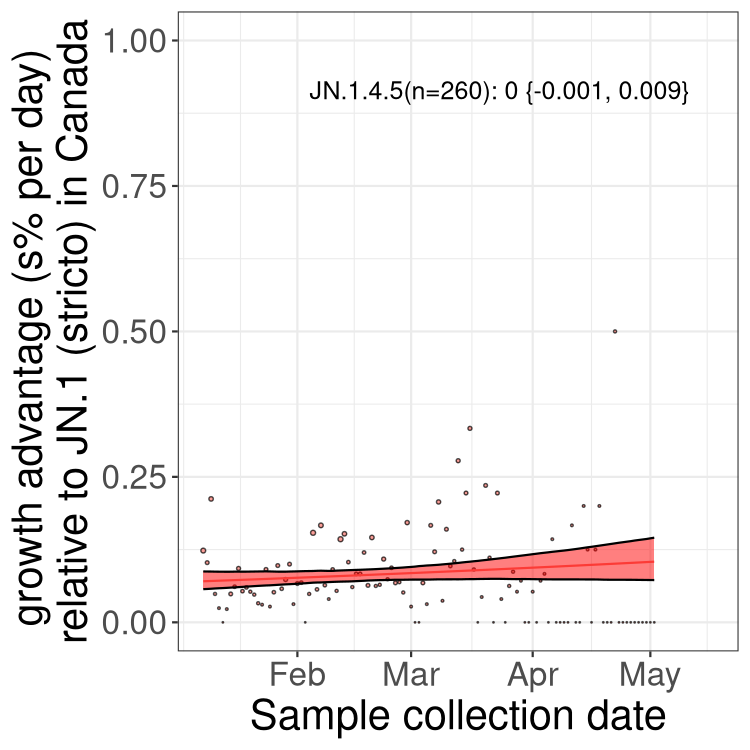 growth advantage (s% per day)
relative to JN.1 (stricto) in Canada
1.00
0.75
0.50
0.25
0.00
JN.1.4.5(n=260): 0 {-0.001, 0.009}
Feb Mar Apr May
Sample collection date